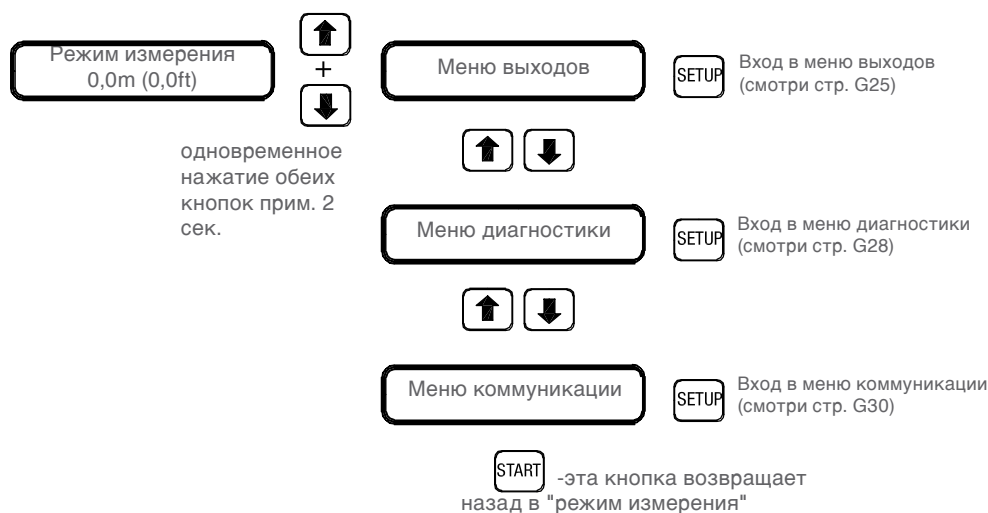 Режим измерения
0,0m (0,0ft)
+
одновременное
нажатие обеих
кнопок прим. 2
сек.
Меню выходов
SETUP
Вход в меню выходов
(смотри стр. G25)
Меню диагностики
SETUP
Вход в меню диагностики
(смотри стр. G28)
Меню коммуникации
SETUP
Вход в меню коммуникации
(смотри стр. G30)
START -эта кнопка возвращает
назад в "режим измерения"